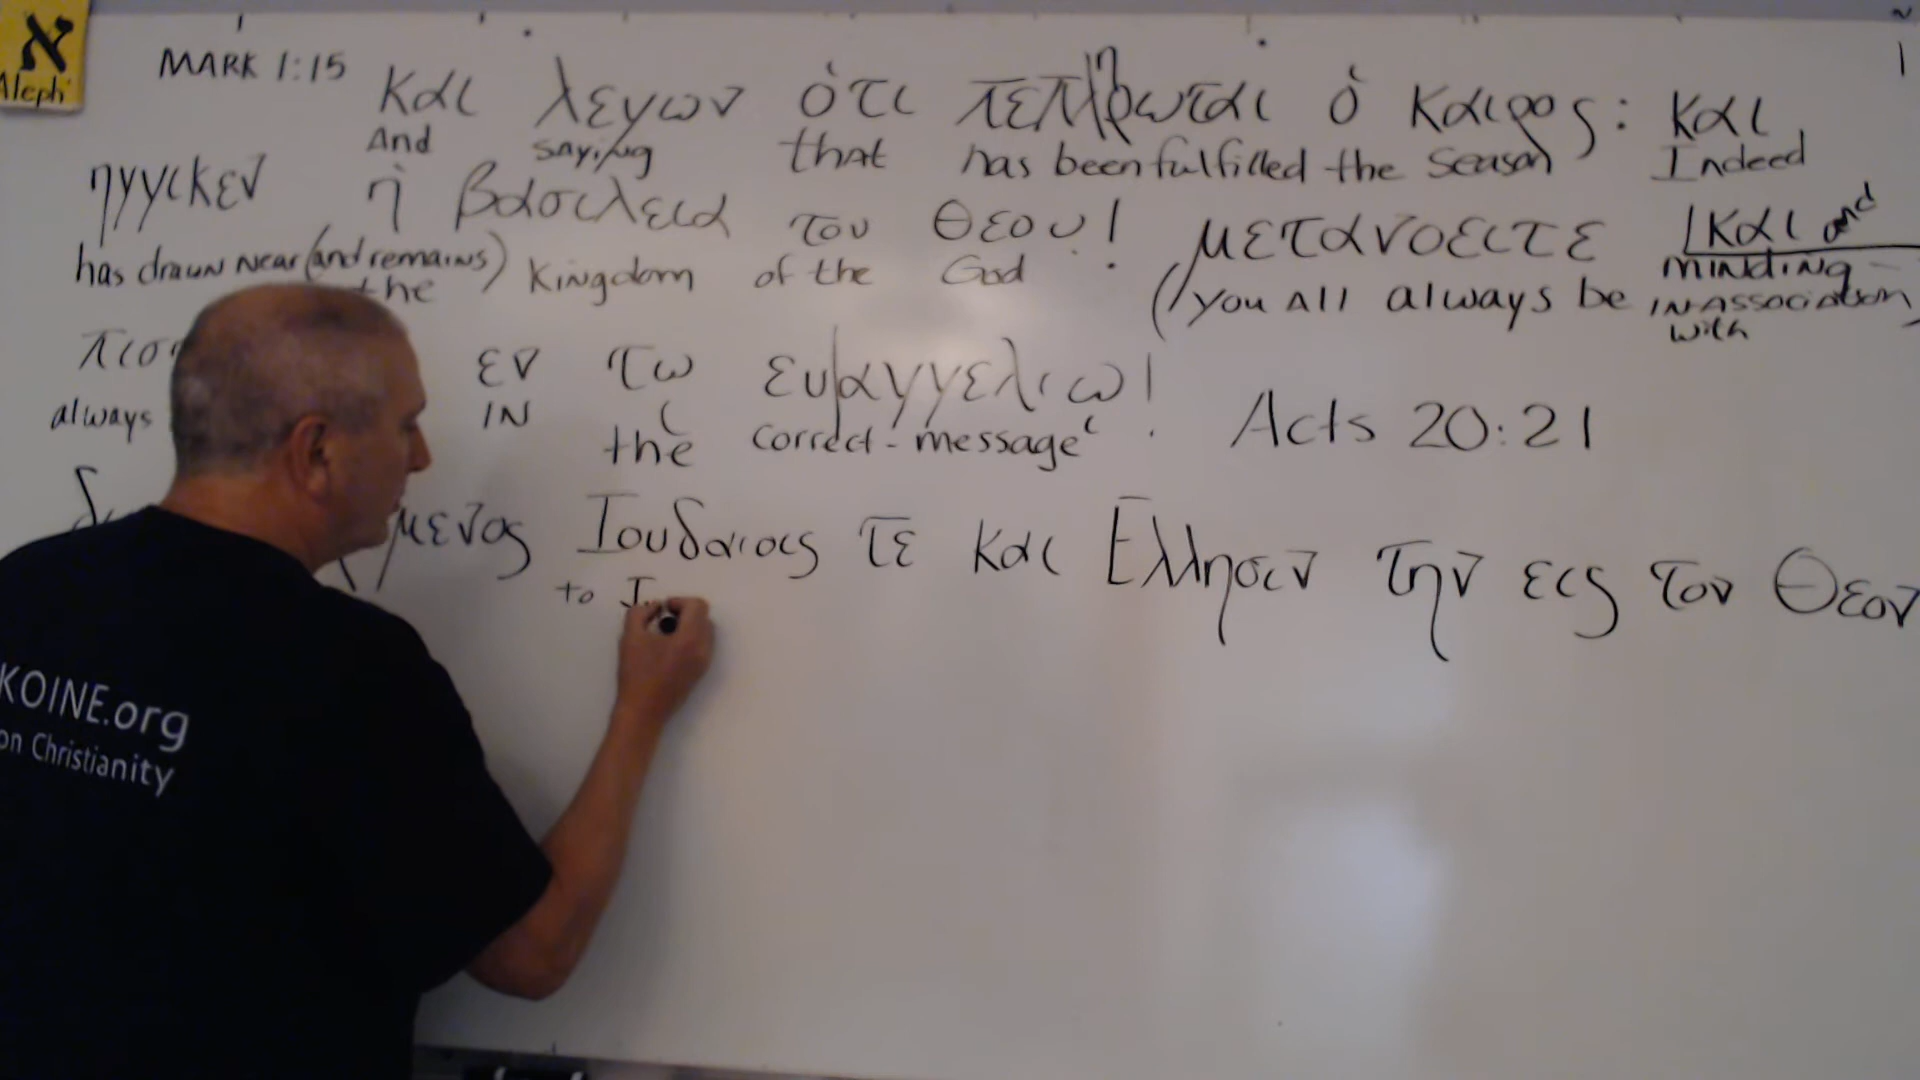 א
Aleph
MARK 1:15
και λεγων ὁτι πεπληρωται ὁ καιρος: και
And saying that has been fulfilled the Season Indeed
ηγγικεν ἡ βασιλεια του Θεου! μετανοειτε και and
has drawn near (and remains) the Kingdom of the God ! (you All always be minding - in association with
εν τω ευαγγελιω! Acts 20:21
always IN the correct-message !
μενος Ιουδαιοις τε και Ελλησιν την εις τον Θεον
to
KOINE.org
on Christianity